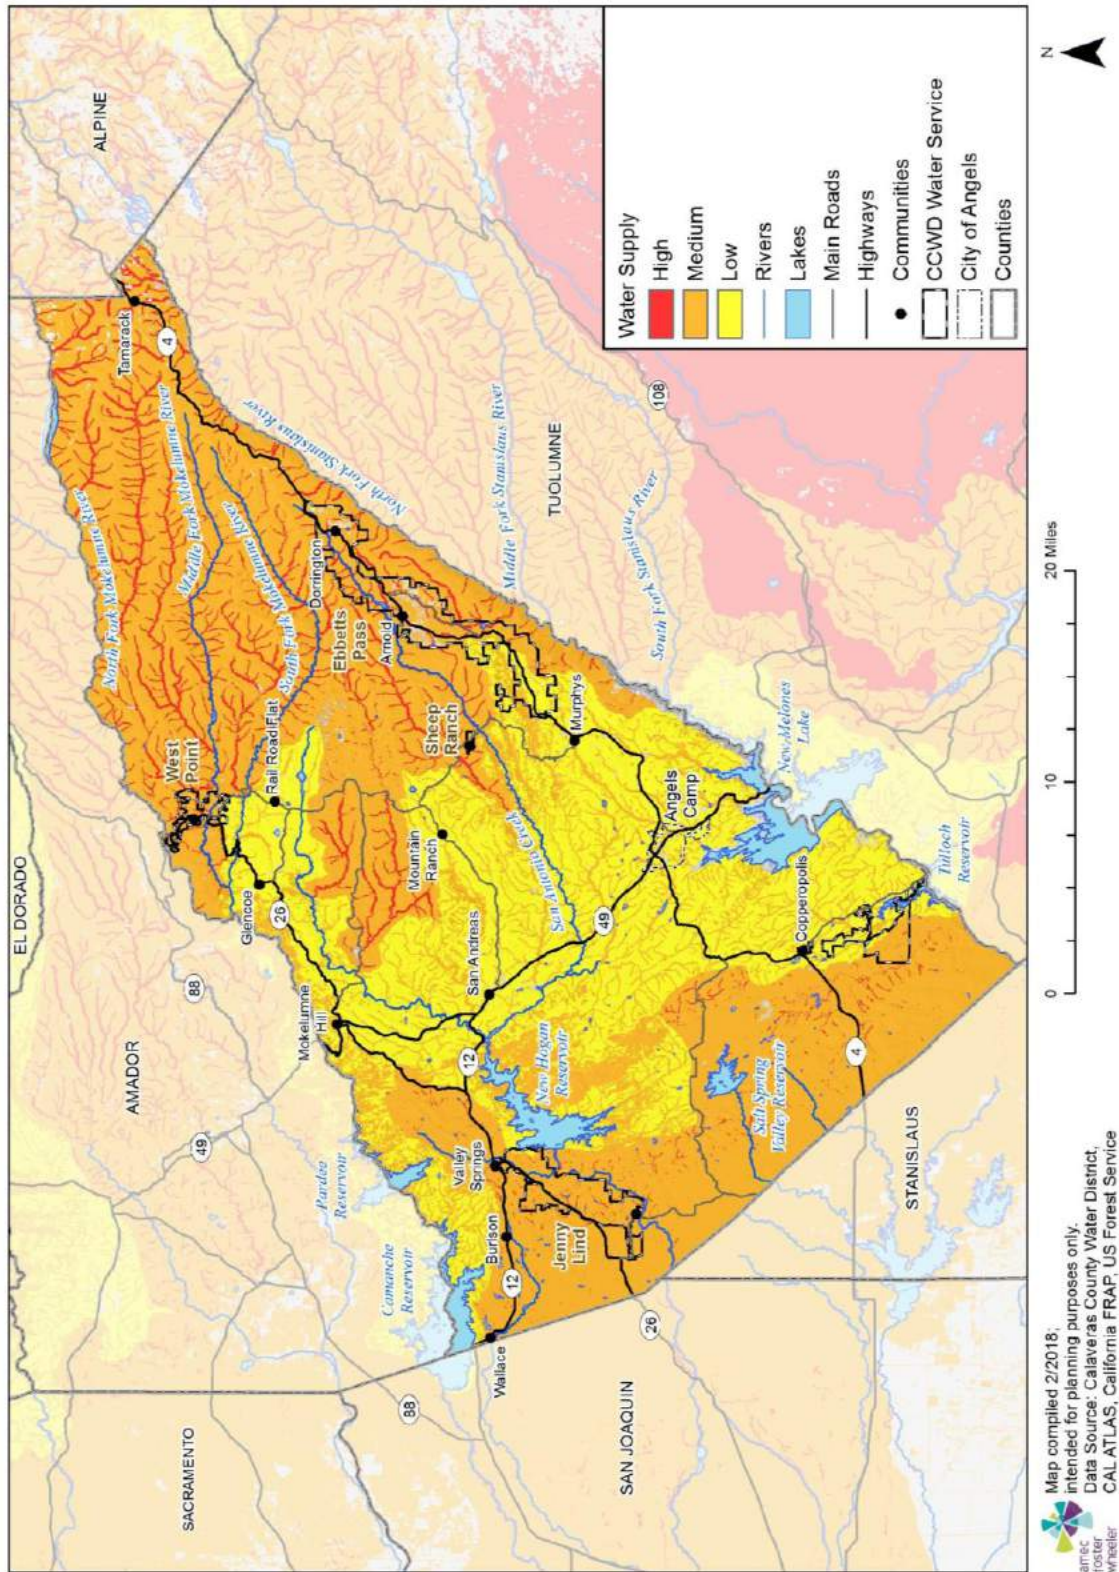 ALPINE
EL DORADO
AMADOR
SACRAMENTO
SAN JOAQUIN
STANISLAUS
TUOLUMNE
Tamarack
4
North Fork Mokelumne River
Middle Fork Mokelumne River
South Fork Mokelumne River
North Fork Stanislaus River
Middle Fork Stanislaus River
South Fork Stanislaus River
108
Dorrington
Ebbetts
Pass
Arnold
West
Point
Rail Road Flat
Glencoe
26
88
Sheep
Ranch
Mountain
Ranch
Murphys
San Antonio Creek
Mokelumne
Hill
San Andreas
49
49
Angels
Camp
New Melones
Lake
Tulloch
Reservoir
Copperopolis
4
12
New Hogan
Reservoir
Salt Spring
Valley Reservoir
Pardee
Reservoir
Camanche
Reservoir
Valley
Springs
Burson
Jenny
Lind
12
Wallace
26
88
Water Supply
High
Medium
Low
Rivers
Lakes
Main Roads
Highways
Communities
CCWD Water Service
City of Angels
Counties
N
0
10
20 Miles
amec
foster
wheeler
Map compiled 2/2018;
intended for planning purposes only.
Data Source: Calaveras County Water District,
CAL ATLAS, California FRAP, US Forest Service